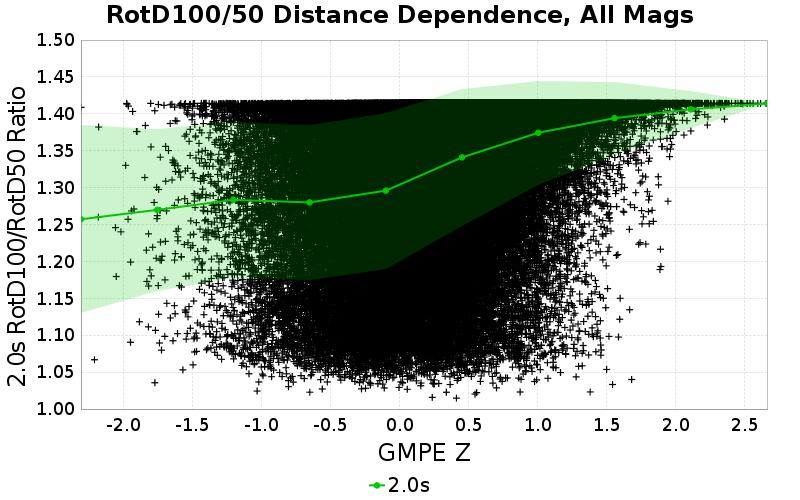 RotD100/50 Distance Dependence, All Mags
2.0s RotD100/RotD50 Ratio
1.50
1.45
1.40
1.35
1.30
1.25
1.20
1.15
1.10
1.05
1.00
-2.0 -1.5 -1.0 -0.5 0.0 0.5 1.0 1.5 2.0 2.5
GMPE Z
2.0s